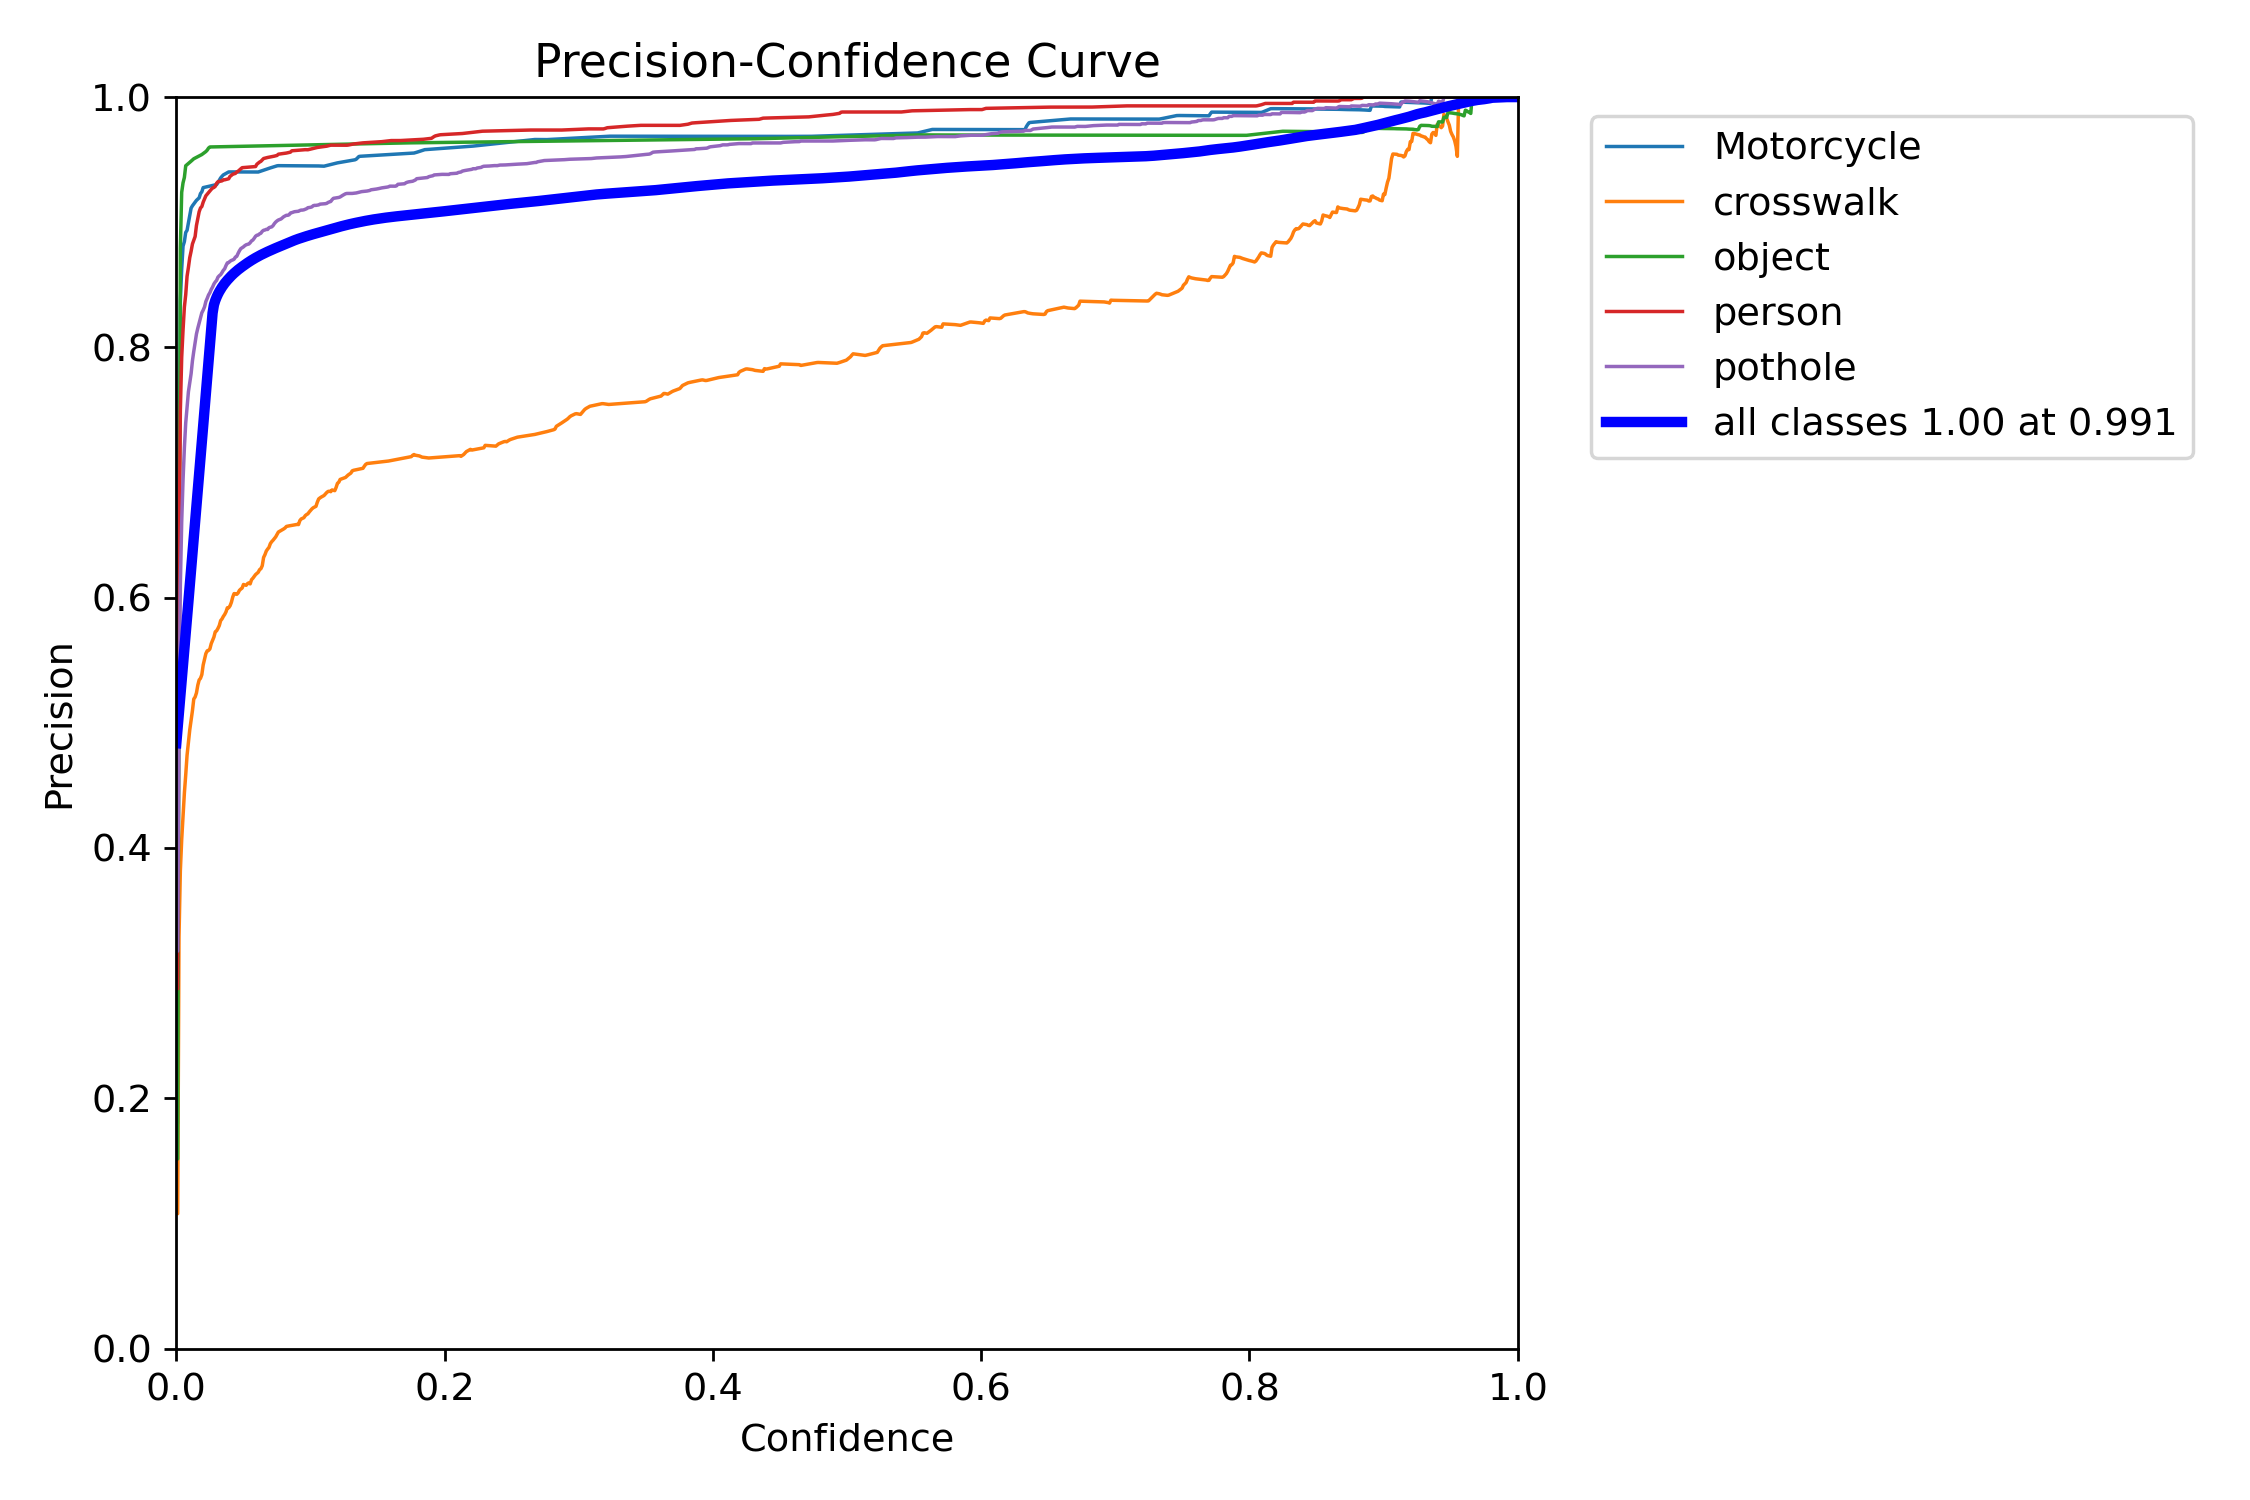 Precision-Confidence Curve
1.0
0.8
0.6
0.4
0.2
0.0
Precision
0.0 0.2 0.4 0.6 0.8 1.0
Confidence
Motorcycle
crosswalk
object
person
pothole
all classes 1.00 at 0.991